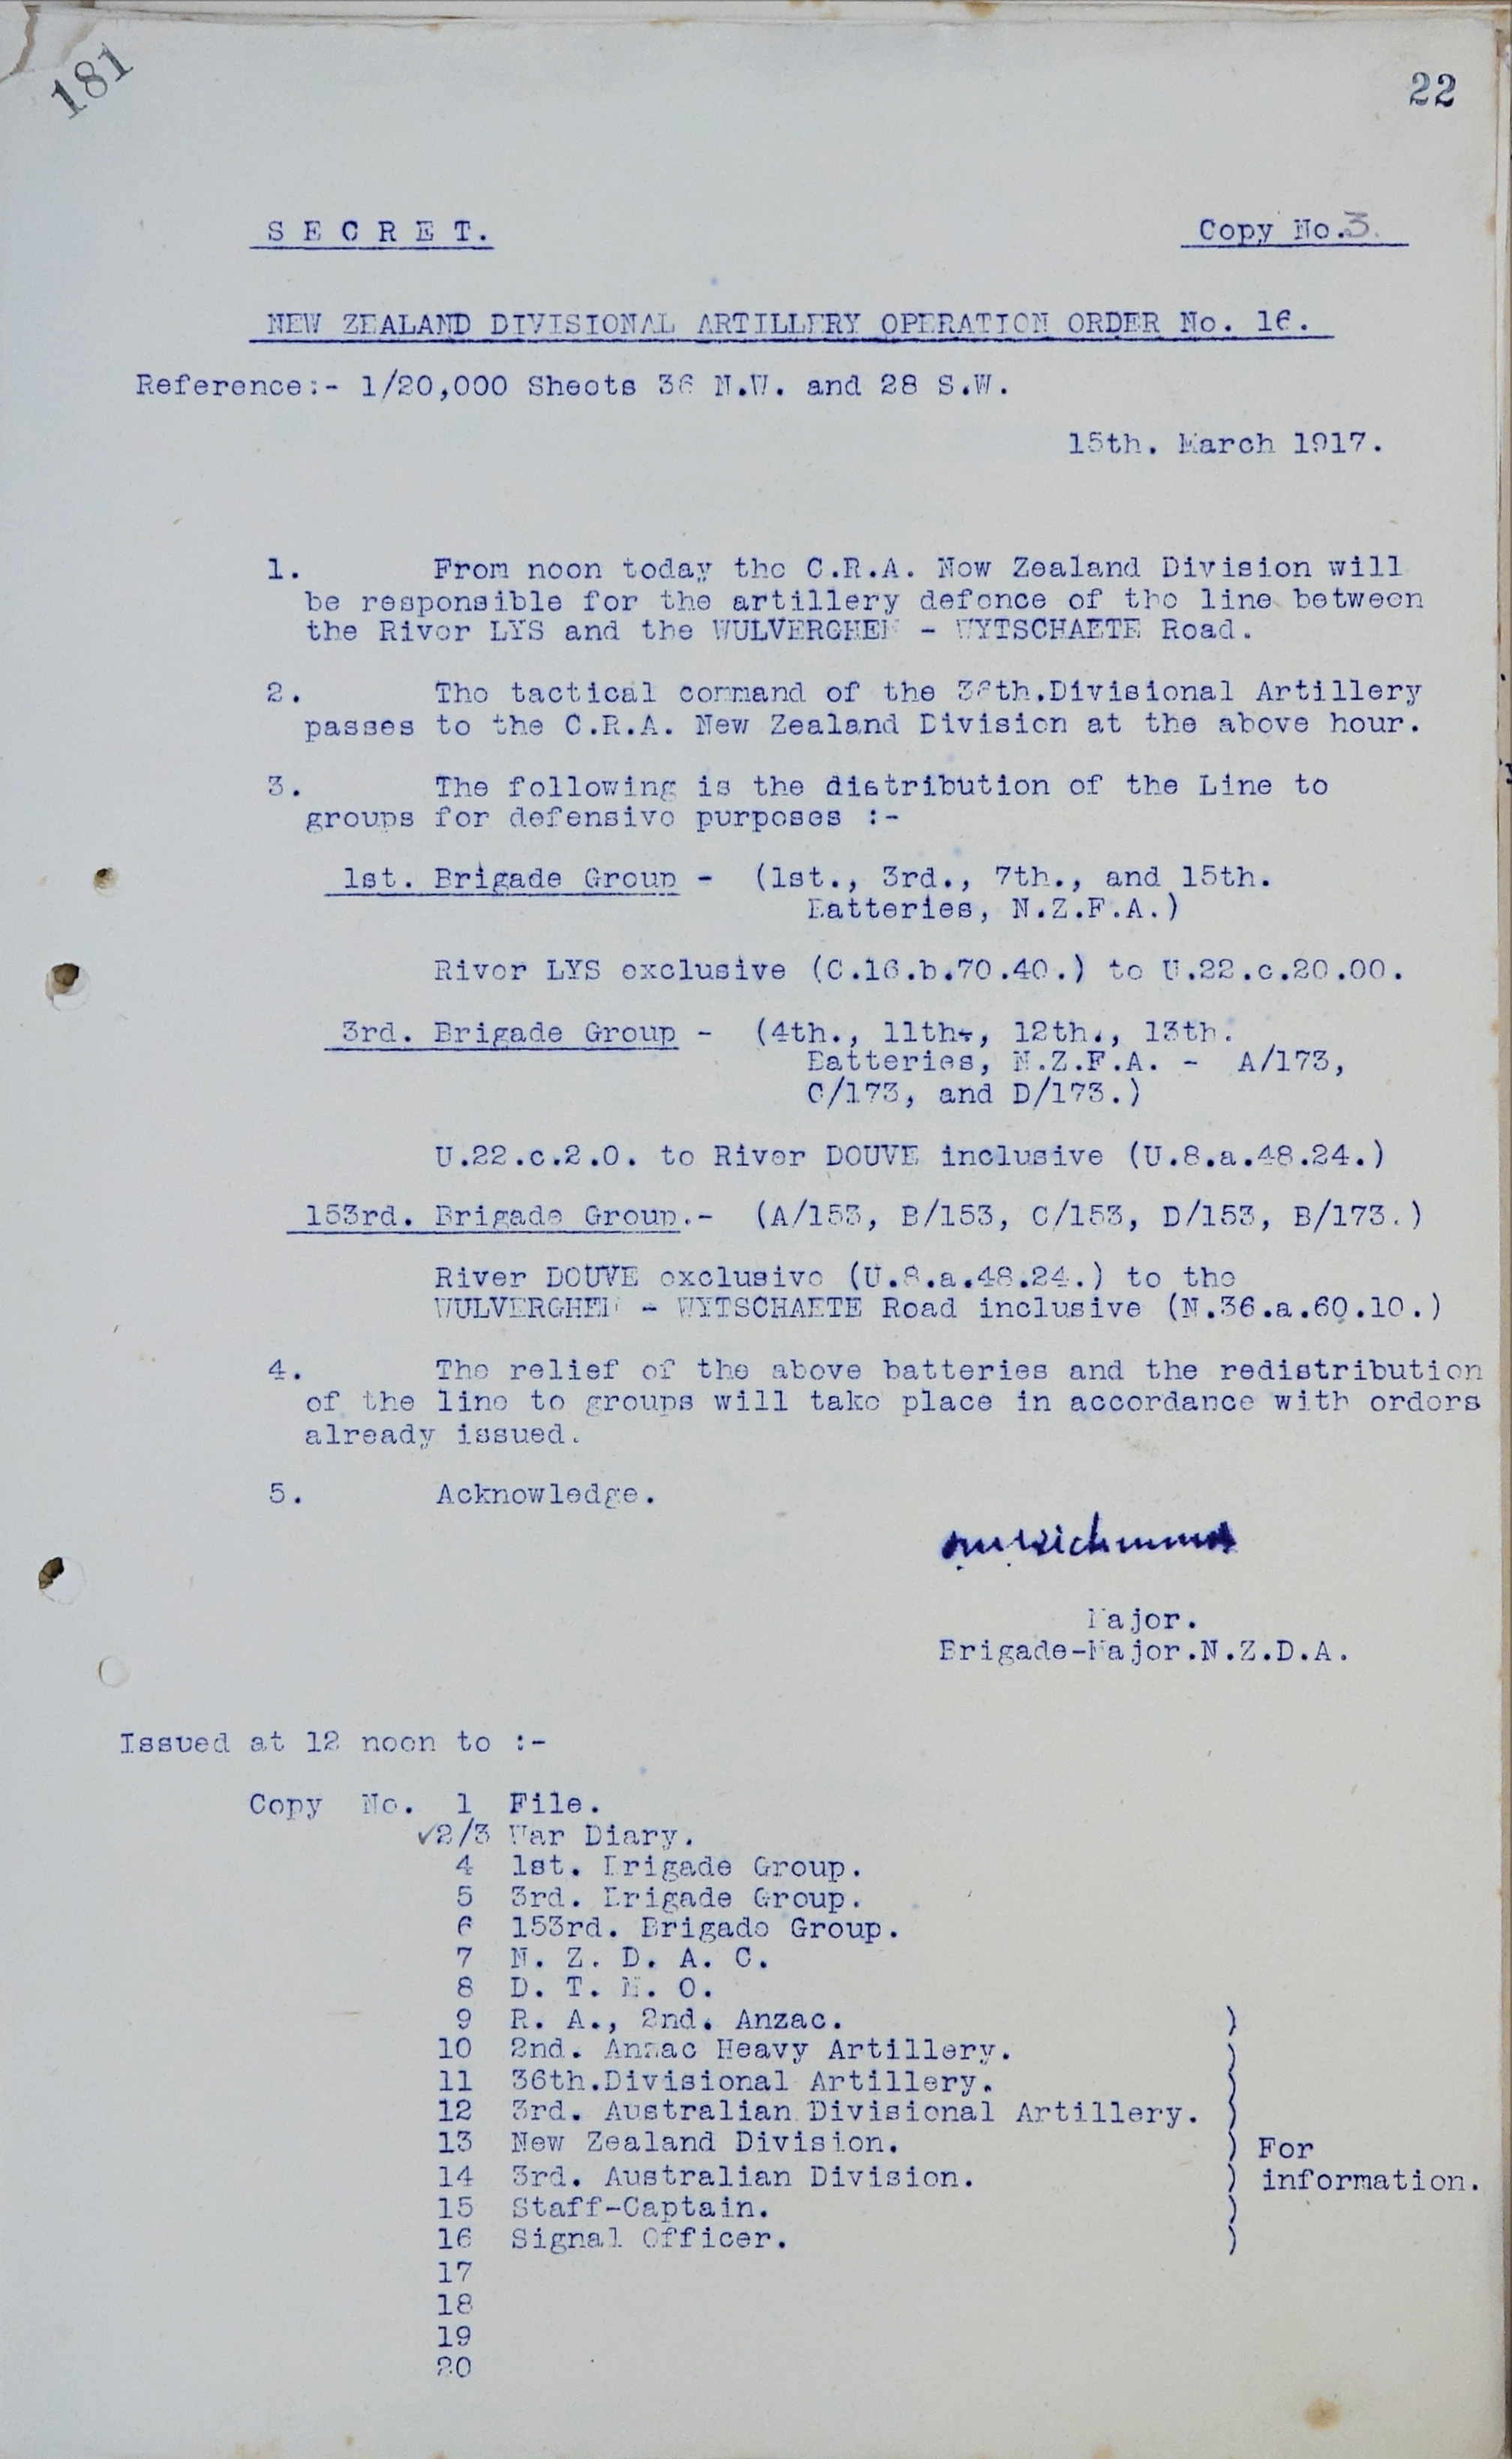 181
22
S E C R E T.
Copy No.3.
NEW ZEALAND DIVISIONAL ARTILLERY OPERATION ORDER No. 16.
Reference:- 1/20,000 Sheets 36 N.W. and 28 S.W.
15th. March 1917.
1. From noon today the C.R.A. New Zealand Division will
be responsible for the artillery defence of the line between
the River LYS and the WULVERGHEM - WYTSCHAETE Road.
2. The tactical command of the 36th.Divisional Artillery
passes to the C.R.A. New Zealand Division at the above hour.
3. The following is the distribution of the Line to
groups for defensive purposes :-
1st. Brigade Group - (1st., 3rd., 7th., and 15th.
Batteries, N.Z.F.A.)
River LYS exclusive (C.16.b.70.40.) to U.22.c.20.00.
3rd. Brigade Group - (4th., 11th., 12th., 13th.
Batteries, N.Z.F.A. - A/173,
C/173, and D/173.)
U.22.c.2.0. to River DOUVE inclusive (U.8.a.48.24.)
153rd. Brigade Group.- (A/153, B/153, C/153, D/153, B/173.)
River DOUVE exclusive (U.8.a.48.24.) to the
WULVERGHEM - WYTSCHAETE Road inclusive (N.36.a.60.10.)
4. The relief of the above batteries and the redistribution
of the line to groups will take place in accordance with orders
already issued.
5. Acknowledge.
Major.
Brigade-Major.N.Z.D.A.
Issued at 12 noon to :-
Copy No. 1 File.
✓2/3 War Diary.
4 1st. Brigade Group.
5 3rd. Brigade Group.
6 153rd. Brigade Group.
7 N. Z. D. A. C.
8 D. T. M. O.
9 R. A., 2nd. Anzac. )
10 2nd. Anzac Heavy Artillery. )
11 36th.Divisional Artillery. )
12 3rd. Australian Divisional Artillery. )
13 New Zealand Division. ) For
14 3rd. Australian Division. ) information.
15 Staff-Captain. )
16 Signal Officer. )
17
18
19
20